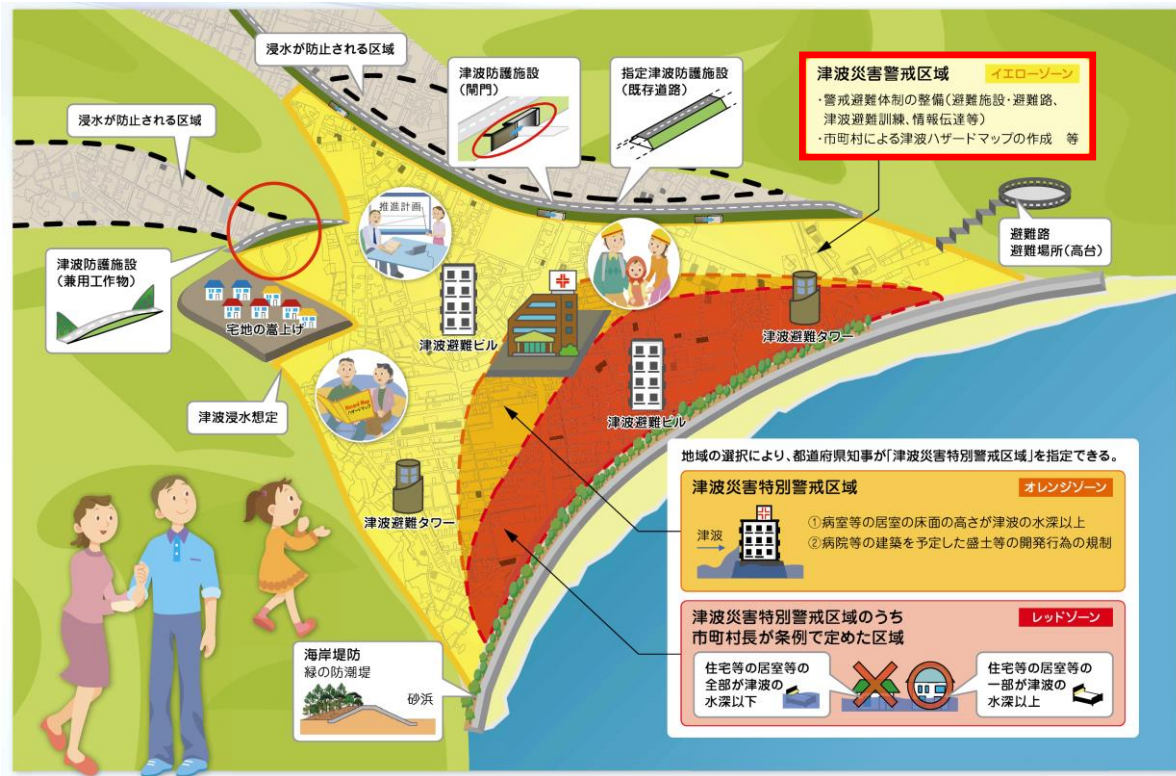 浸水が防止される区域
浸水が防止される区域
津波防護施設
(閘門)
指定津波防護施設
(既存道路)
津波災害警戒区域
イエローゾーン
・警戒避難体制の整備(避難施設・避難路、
津波避難訓練、情報伝達等)
・市町村による津波ハザードマップの作成 等
避難路
避難場所(高台)
推進計画
津波防護施設
(兼用工作物)
宅地の嵩上げ
津波避難ビル
津波避難タワー
津波避難ビル
津波浸水想定
ハザードマップ
津波避難タワー
海岸堤防
緑の防潮堤
砂浜
地域の選択により、都道府県知事が「津波災害特別警戒区域」を指定できる。
津波災害特別警戒区域
オレンジゾーン
津波
①病室等の居室の床面の高さが津波の水深以上
②病院等の建築を予定した盛土等の開発行為の規制
津波災害特別警戒区域のうち
市町村長が条例で定めた区域
レッドゾーン
住宅等の居室等の
全部が津波の
水深以下
住宅等の居室等の
一部が津波の
水深以上